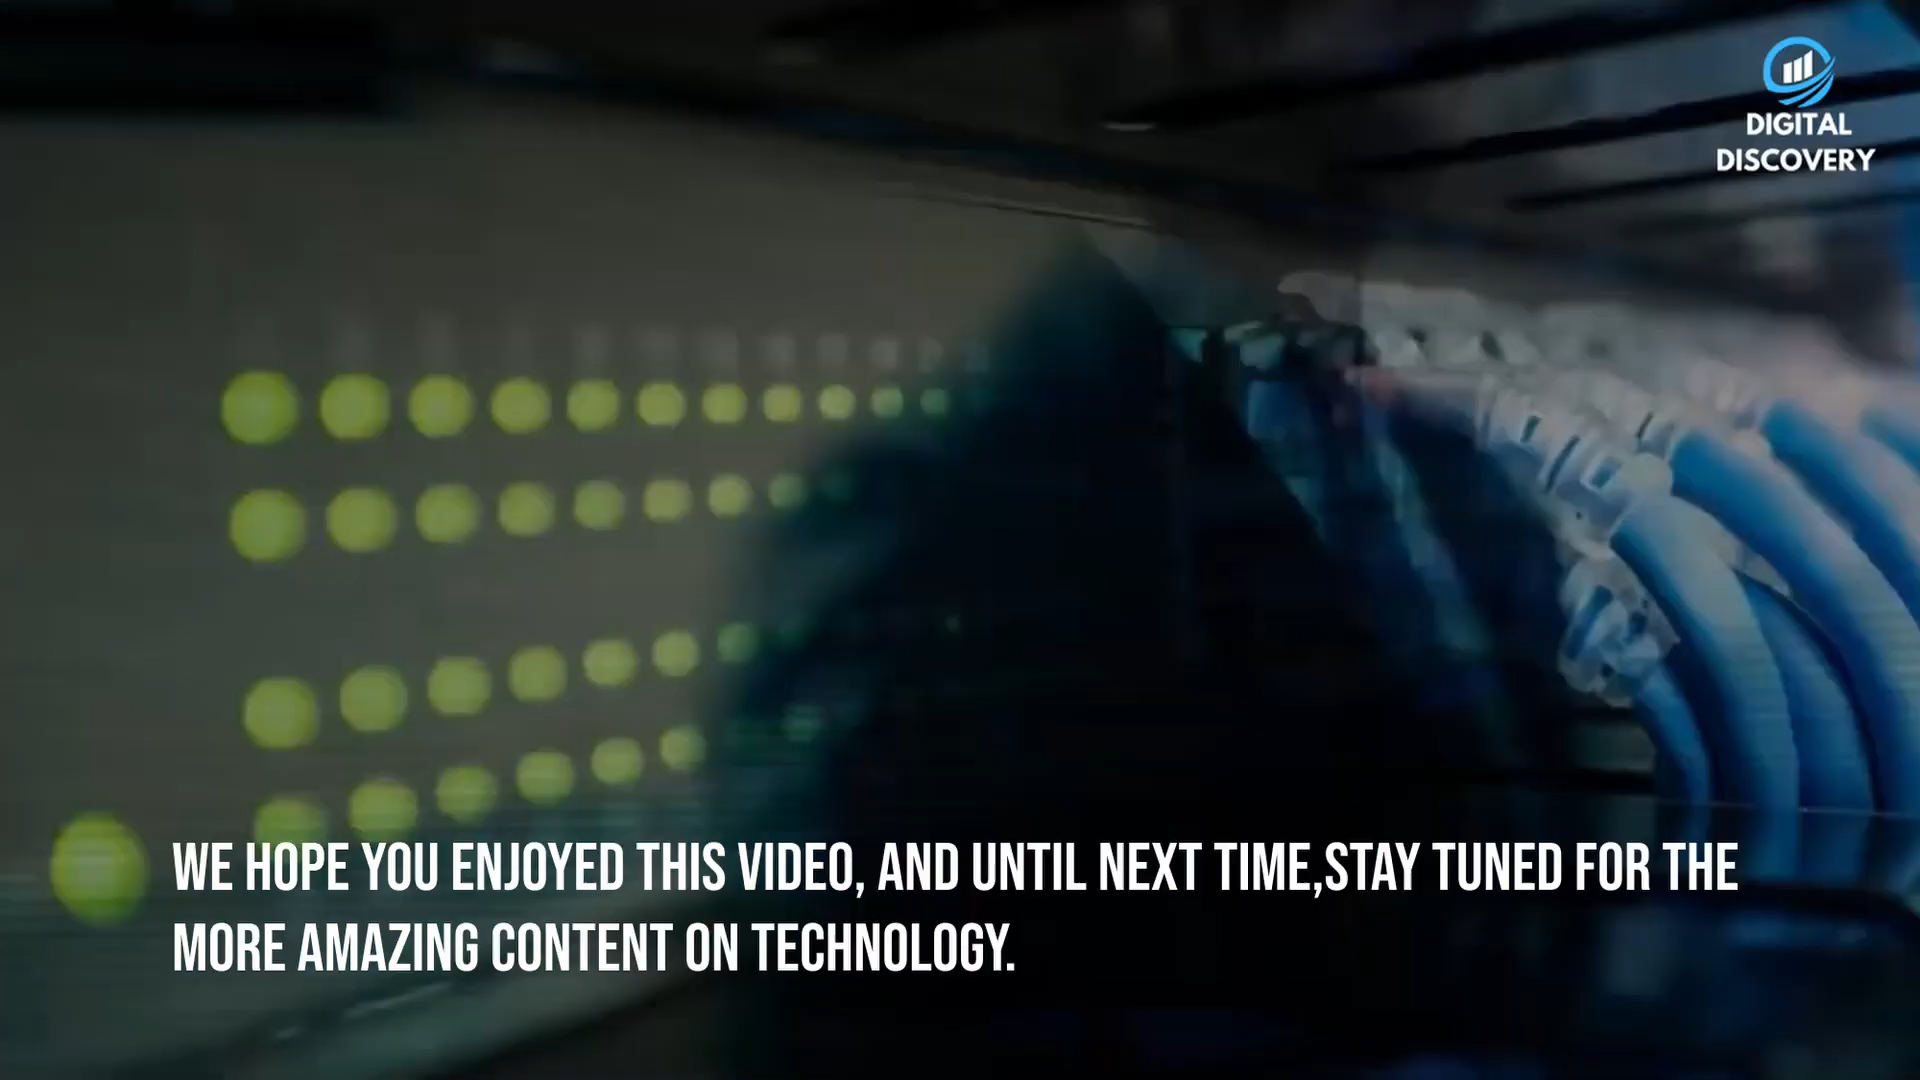 DIGITAL
DISCOVERY
WE HOPE YOU ENJOYED THIS VIDEO, AND UNTIL NEXT TIME,STAY TUNED FOR THE
MORE AMAZING CONTENT ON TECHNOLOGY.